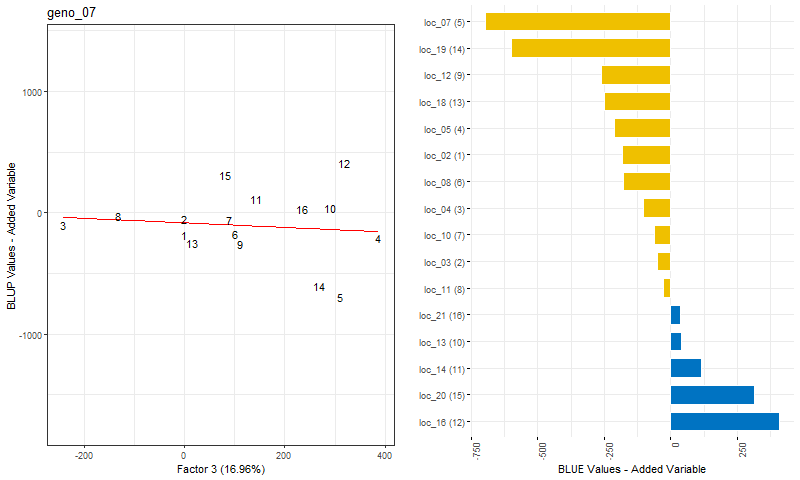 geno_07
BLUP Values - Added Variable
1000
0
-1000
15
12
11
16
10
8
2
7
3
1
6
4
13
9
14
5
-200
0
200
400
Factor 3 (16.96%)
loc_07 (5)
loc_19 (14)
loc_12 (9)
loc_18 (13)
loc_05 (4)
loc_02 (1)
loc_08 (6)
loc_04 (3)
loc_10 (7)
loc_03 (2)
loc_11 (8)
loc_21 (16)
loc_13 (10)
loc_14 (11)
loc_20 (15)
loc_16 (12)
-750
-500
-250
0
250
BLUE Values - Added Variable